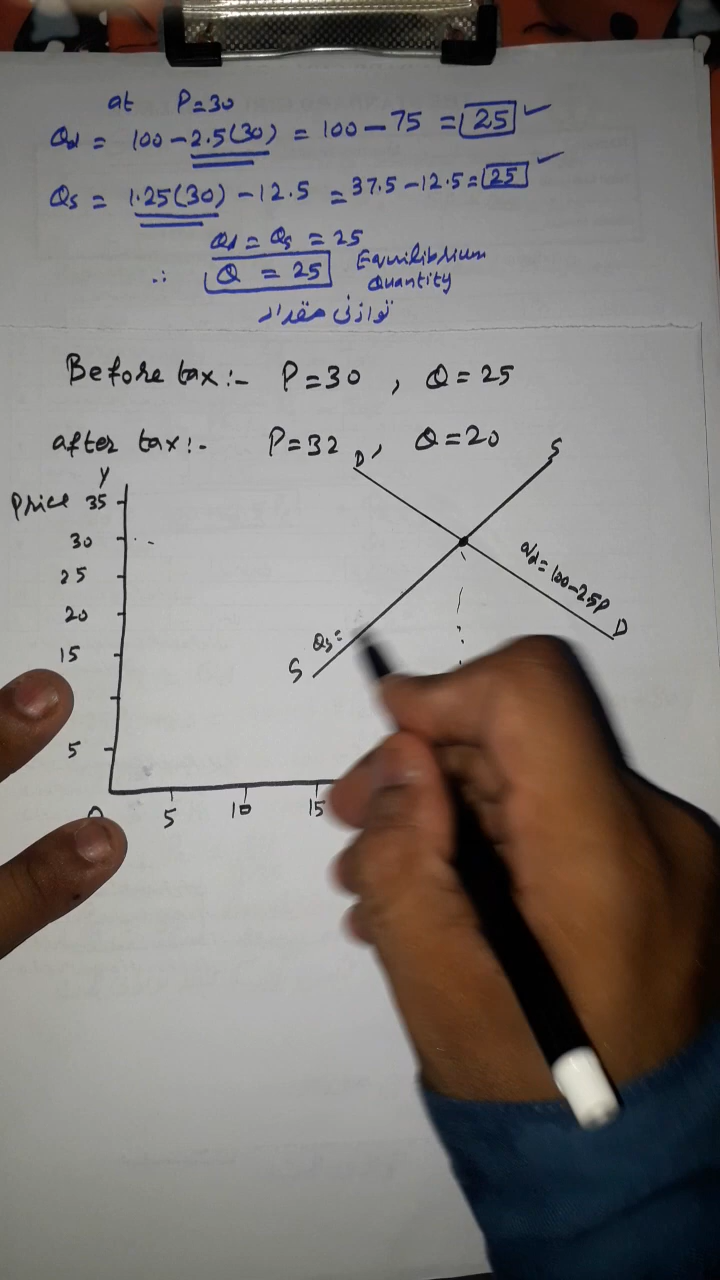 at P=30
Qd = 100 - 2.5(30) = 100 - 75 = 25 ✓
Qs = 1.25(30) - 12.5 = 37.5 - 12.5 = 25 ✓
Qd = Qs = 25
∴ Q = 25 Equilibrium Quantity
توازنی مقدار
Before tax:- P=30 , Q=25
after tax:- P=32 , Q=20
Y
Price 35
30
25
20
15
5
0 5 10 15
D
S
Qd=100-2.5P
D
Qs=
S